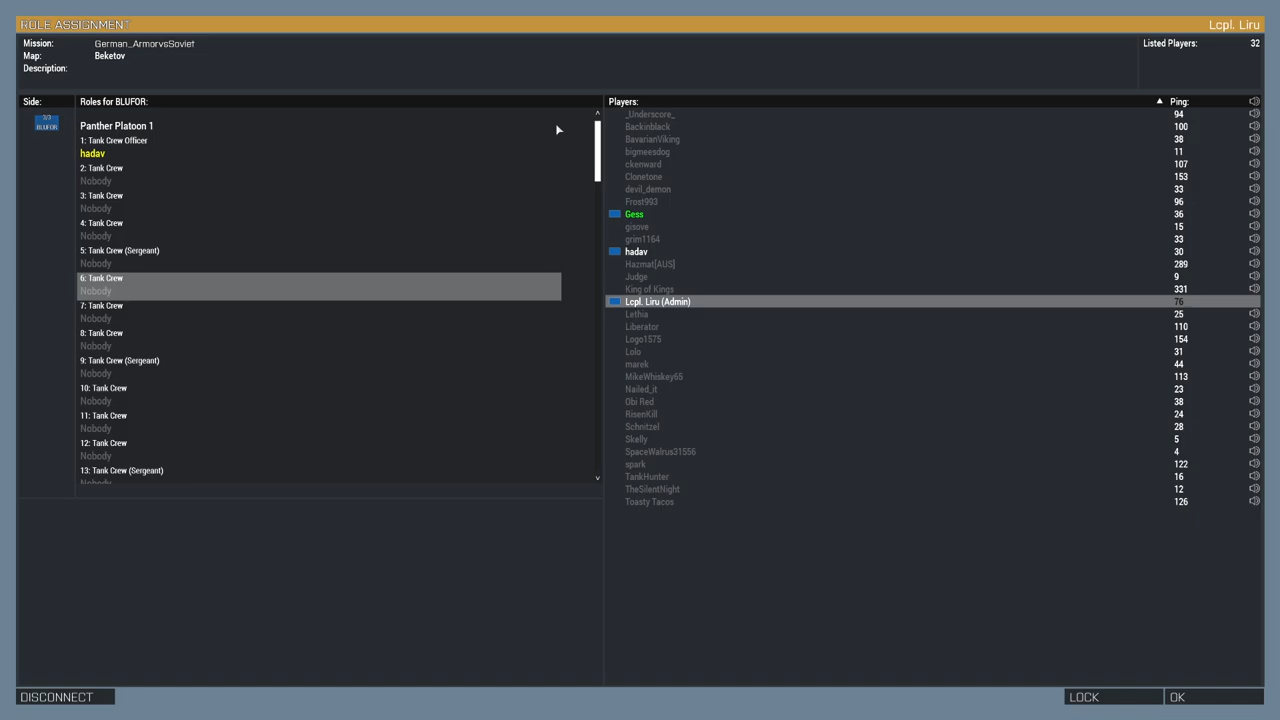 ROLE ASSIGNMENT Lcpl. Liru
Mission: German_ArmorvsSoviet Listed Players: 32
Map: Beketov
Description:
Side: Roles for BLUFOR: Players: Ping:
3/3
BLUFOR
Panther Platoon 1
1: Tank Crew Officer
hadav
2: Tank Crew
Nobody
3: Tank Crew
Nobody
4: Tank Crew
Nobody
5: Tank Crew (Sergeant)
Nobody
6: Tank Crew
Nobody
7: Tank Crew
Nobody
8: Tank Crew
Nobody
9: Tank Crew (Sergeant)
Nobody
10: Tank Crew
Nobody
11: Tank Crew
Nobody
12: Tank Crew
Nobody
13: Tank Crew (Sergeant)
Nobody
_Underscore_ 94
Backinblack 100
BavarianViking 38
bigmeesdog 11
ckenward 107
Clonetone 153
devil_demon 33
Frost993 96
Gess 36
gisove 15
grim1164 33
hadav 30
Hazmat[AUS] 289
Judge 9
King of Kings 331
Lcpl. Liru (Admin) 76
Lethia 25
Liberator 110
Logo1575 154
Lolo 31
marek 44
MikeWhiskey65 113
Nailed_it 23
Obi Red 38
RisenKill 24
Schnitzel 28
Skelly 5
SpaceWalrus31556 4
spark 122
TankHunter 16
TheSilentNight 12
Toasty Tacos 126
DISCONNECT LOCK OK